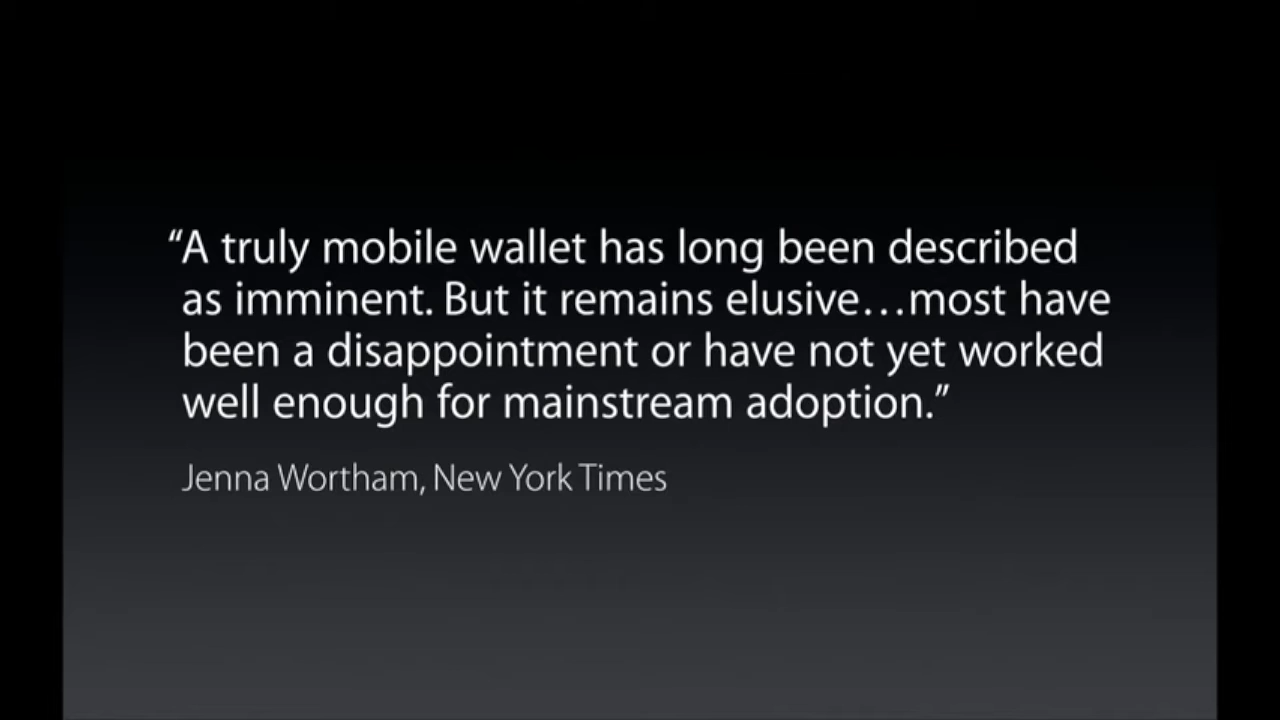 “A truly mobile wallet has long been described
as imminent. But it remains elusive…most have
been a disappointment or have not yet worked
well enough for mainstream adoption.”
Jenna Wortham, New York Times